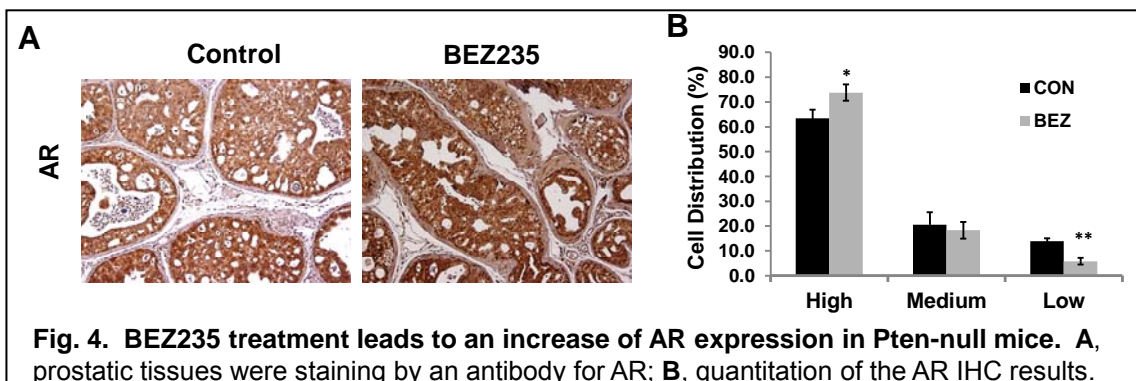 A
Control
BEZ235
AR
B
Cell Distribution (%)
90.0
80.0
70.0
60.0
50.0
40.0
30.0
20.0
10.0
0.0
*
**
CON
BEZ
High
Medium
Low
Fig. 4. BEZ235 treatment leads to an increase of AR expression in Pten-null mice. A,
prostatic tissues were staining by an antibody for AR; B, quantitation of the AR IHC results.